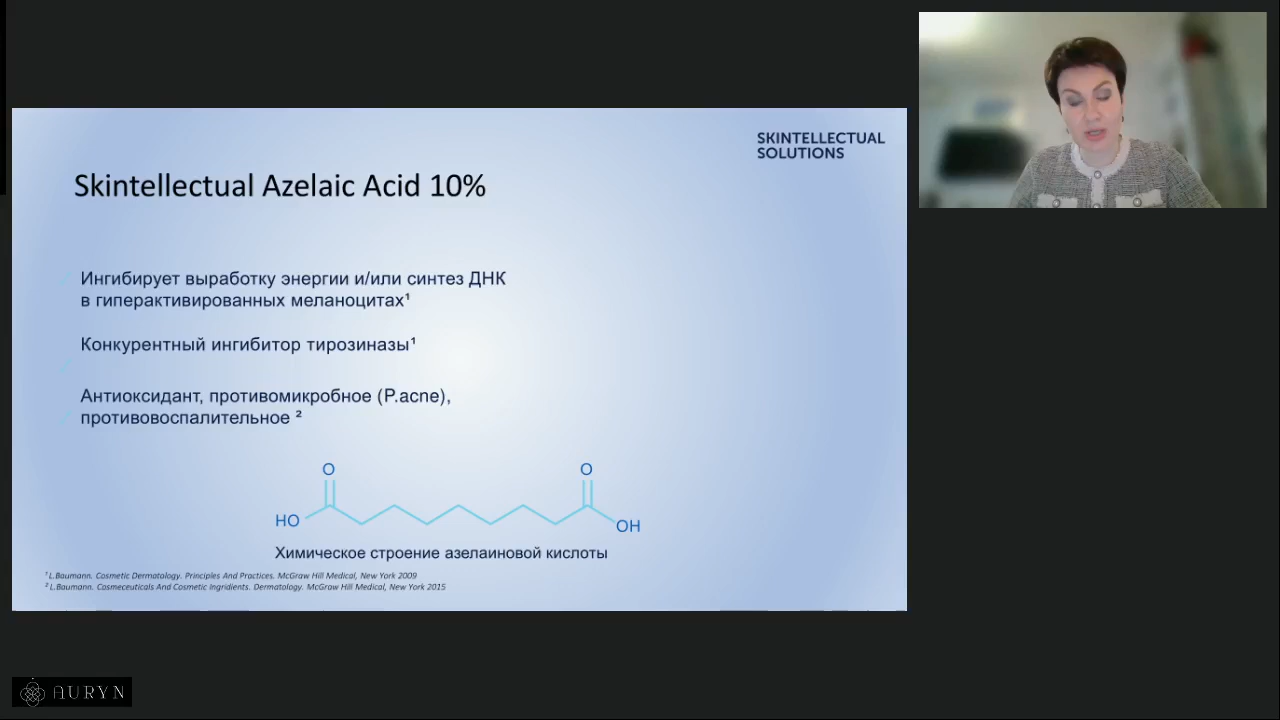 SKINTELLECTUAL
SOLUTIONS
Skintellectual Azelaic Acid 10%
Ингибирует выработку энергии и/или синтез ДНК
в гиперактивированных меланоцитах¹
Конкурентный ингибитор тирозиназы¹
Антиоксидант, противомикробное (P.acne),
противовоспалительное ²
O
O
HO
OH
Химическое строение азелаиновой кислоты
¹ L.Baumann. Cosmetic Dermatology. Principles And Practices. McGraw Hill Medical, New York 2009
² L.Baumann. Cosmeceuticals And Cosmetic Ingridients. Dermatology. McGraw Hill Medical, New York 2015
AURYN